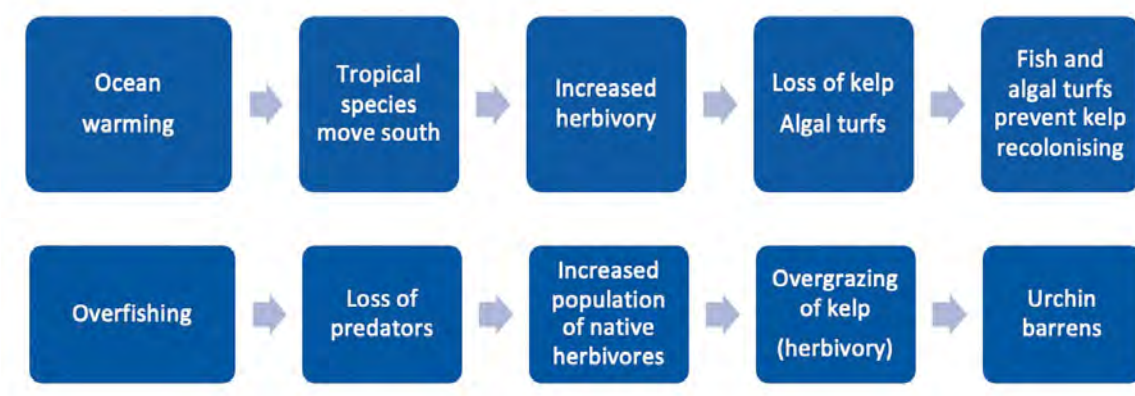 Ocean
warming
Tropical
species
move south
Increased
herbivory
Loss of kelp
Algal turfs
Fish and
algal turfs
prevent kelp
recolonising
Overfishing
Loss of
predators
Increased
population
of native
herbivores
Overgrazing
of kelp
(herbivory)
Urchin
barrens